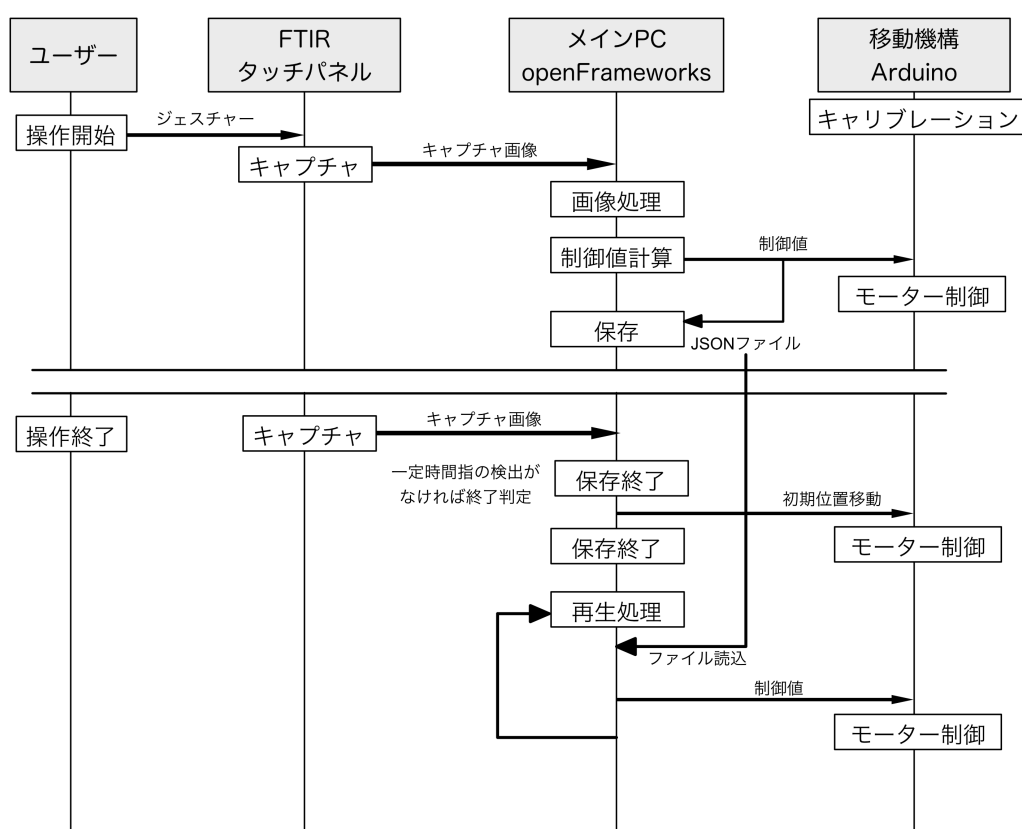 ユーザー
FTIR
タッチパネル
メインPC
openFrameworks
移動機構
Arduino
キャリブレーション
操作開始
ジェスチャー
キャプチャ
キャプチャ画像
画像処理
制御値計算
制御値
モーター制御
保存
JSONファイル
操作終了
キャプチャ
キャプチャ画像
一定時間指の検出が
なければ終了判定
保存終了
初期位置移動
保存終了
モーター制御
再生処理
ファイル読込
制御値
モーター制御